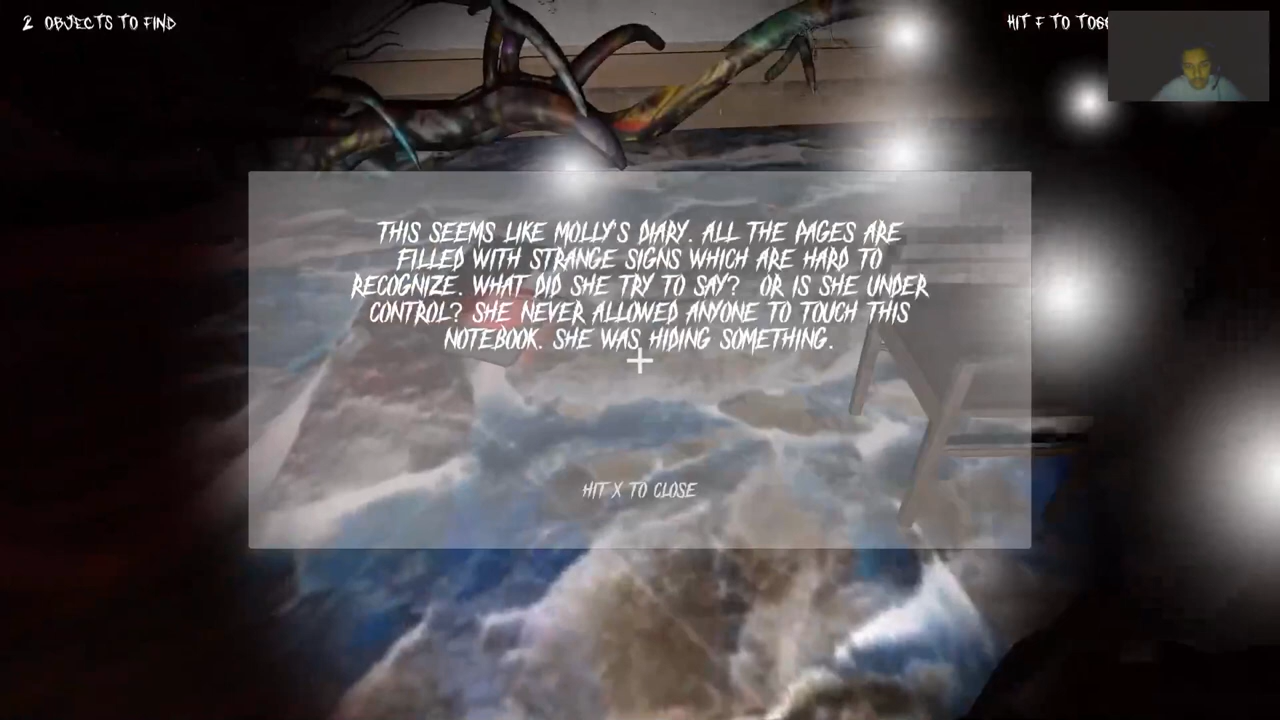 2 OBJECTS TO FIND
HIT F TO
THIS SEEMS LIKE MOLLY'S DIARY. ALL THE PAGES ARE
FILLED WITH STRANGE SIGNS WHICH ARE HARD TO
RECOGNIZE. WHAT DID SHE TRY TO SAY? OR IS SHE UNDER
CONTROL? SHE NEVER ALLOWED ANYONE TO TOUCH THIS
NOTEBOOK. SHE WAS HIDING SOMETHING.
HIT X TO CLOSE